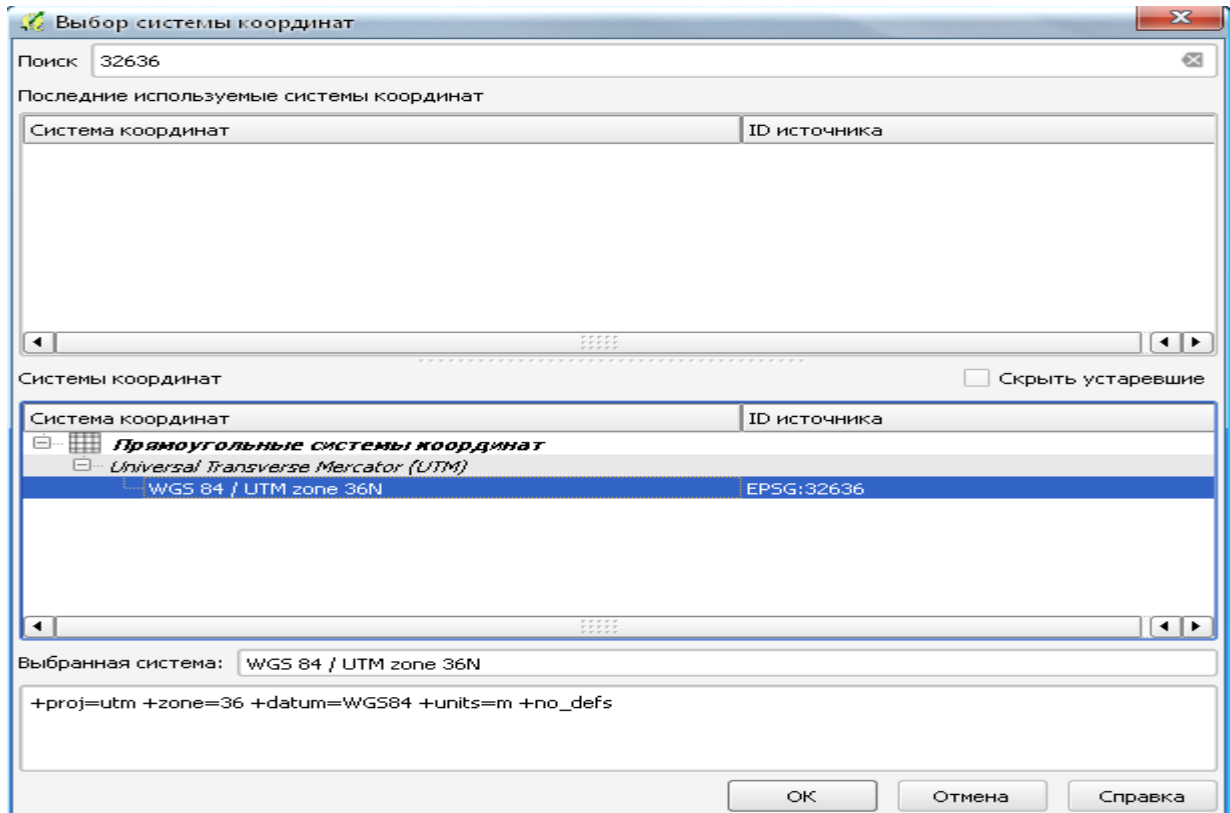 Выбор системы координат
Поиск 32636
Последние используемые системы координат
Система координат ID источника
Системы координат Скрыть устаревшие
Система координат ID источника
Прямоугольные системы координат
Universal Transverse Mercator (UTM)
WGS 84 / UTM zone 36N EPSG:32636
Выбранная система: WGS 84 / UTM zone 36N
+proj=utm +zone=36 +datum=WGS84 +units=m +no_defs
ОК Отмена Справка